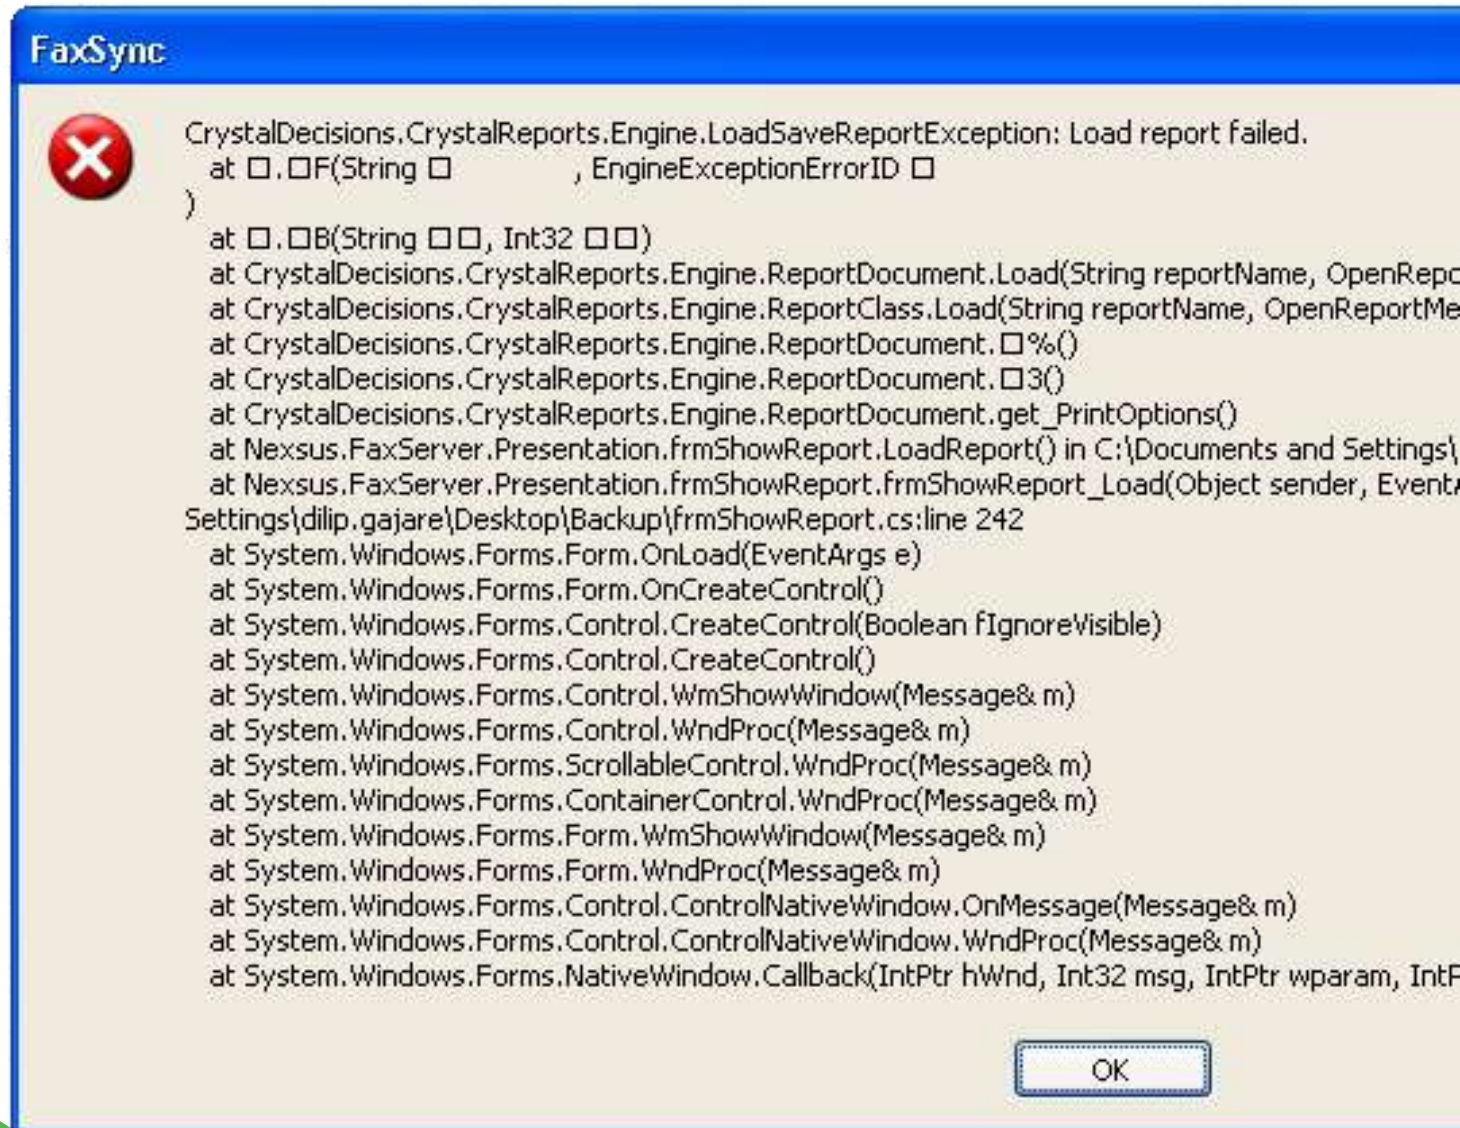 FaxSync
CrystalDecisions.CrystalReports.Engine.LoadSaveReportException: Load report failed.
at □.□F(String □ , EngineExceptionErrorID □
)
at □.□B(String □□, Int32 □□)
at CrystalDecisions.CrystalReports.Engine.ReportDocument.Load(String reportName, OpenRepo
at CrystalDecisions.CrystalReports.Engine.ReportClass.Load(String reportName, OpenReportMe
at CrystalDecisions.CrystalReports.Engine.ReportDocument.□%()
at CrystalDecisions.CrystalReports.Engine.ReportDocument.□3()
at CrystalDecisions.CrystalReports.Engine.ReportDocument.get_PrintOptions()
at Nexsus.FaxServer.Presentation.frmShowReport.LoadReport() in C:\Documents and Settings\
at Nexsus.FaxServer.Presentation.frmShowReport.frmShowReport_Load(Object sender, EventA
Settings\dilip.gajare\Desktop\Backup\frmShowReport.cs:line 242
at System.Windows.Forms.Form.OnLoad(EventArgs e)
at System.Windows.Forms.Form.OnCreateControl()
at System.Windows.Forms.Control.CreateControl(Boolean fIgnoreVisible)
at System.Windows.Forms.Control.CreateControl()
at System.Windows.Forms.Control.WmShowWindow(Message& m)
at System.Windows.Forms.Control.WndProc(Message& m)
at System.Windows.Forms.ScrollableControl.WndProc(Message& m)
at System.Windows.Forms.ContainerControl.WndProc(Message& m)
at System.Windows.Forms.Form.WmShowWindow(Message& m)
at System.Windows.Forms.Form.WndProc(Message& m)
at System.Windows.Forms.Control.ControlNativeWindow.OnMessage(Message& m)
at System.Windows.Forms.Control.ControlNativeWindow.WndProc(Message& m)
at System.Windows.Forms.NativeWindow.Callback(IntPtr hWnd, Int32 msg, IntPtr wparam, IntP
OK